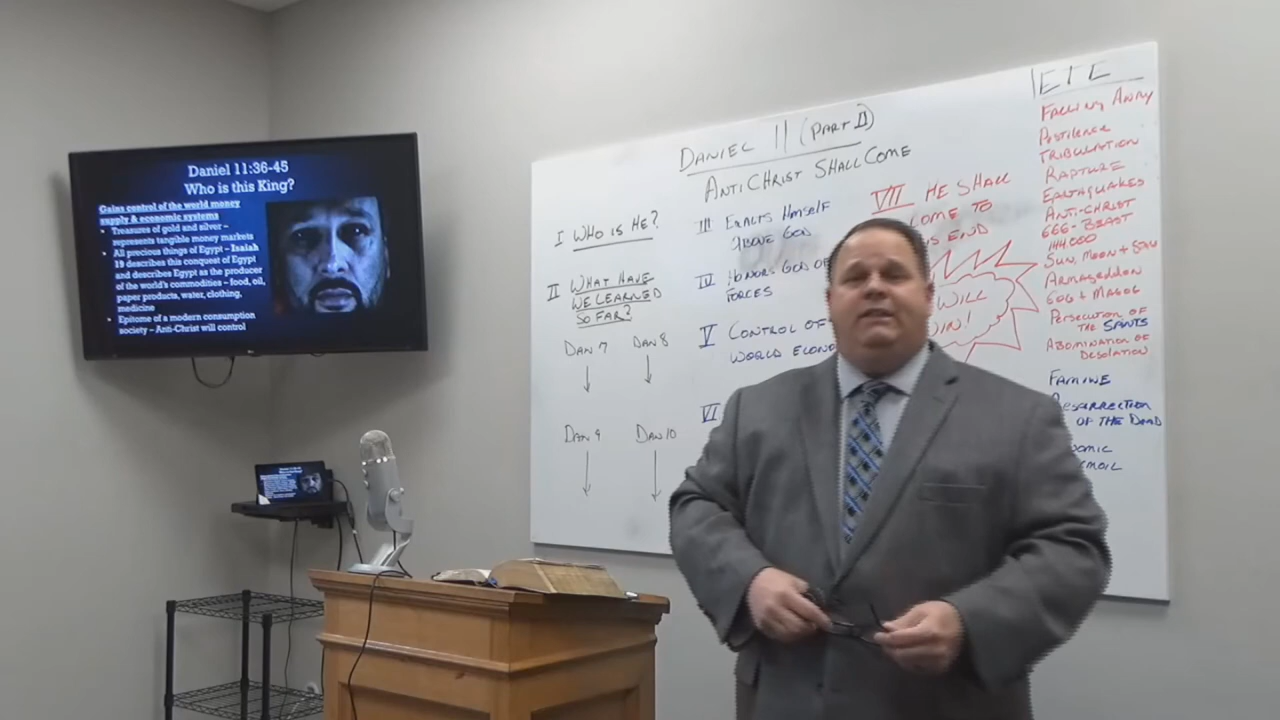 Daniel 11:36-45
Who is this King?
Gains control of the world money
supply & economic systems
• Treasures of gold and silver –
represents tangible money markets
• All precious things of Egypt – Isaiah
19 describes this conquest of Egypt
and describes Egypt as the producer
of the world's commodities – food, oil,
paper products, water, clothing,
medicine
• Epitome of a modern consumption
society – Anti-Christ will control
DANIEL 11 (PART II)
ANTICHRIST SHALL COME
I WHO IS HE?
II WHAT HAVE
WE LEARNED
SO FAR?
DAN 7 DAN 8
DAN 9 DAN 10
III EXALTS HIMSELF
ABOVE GOD
IV HONORS GOD OF
FORCES
V CONTROL OF
WORLD ECONO
VI
VII HE SHALL
COME TO
HIS END
WILL
IETE
FALLING AWAY
PESTILENCE
TRIBULATION
RAPTURE
EARTHQUAKES
ANTI-CHRIST
666-BEAST
144000
SUN, MOON + STAR
ARMAGEDDON
GOG + MAGOG
PERSECUTION OF
THE SAINTS
ABOMINATION OF
DESOLATION
FAMINE
RESURRECTION
OF THE DEAD